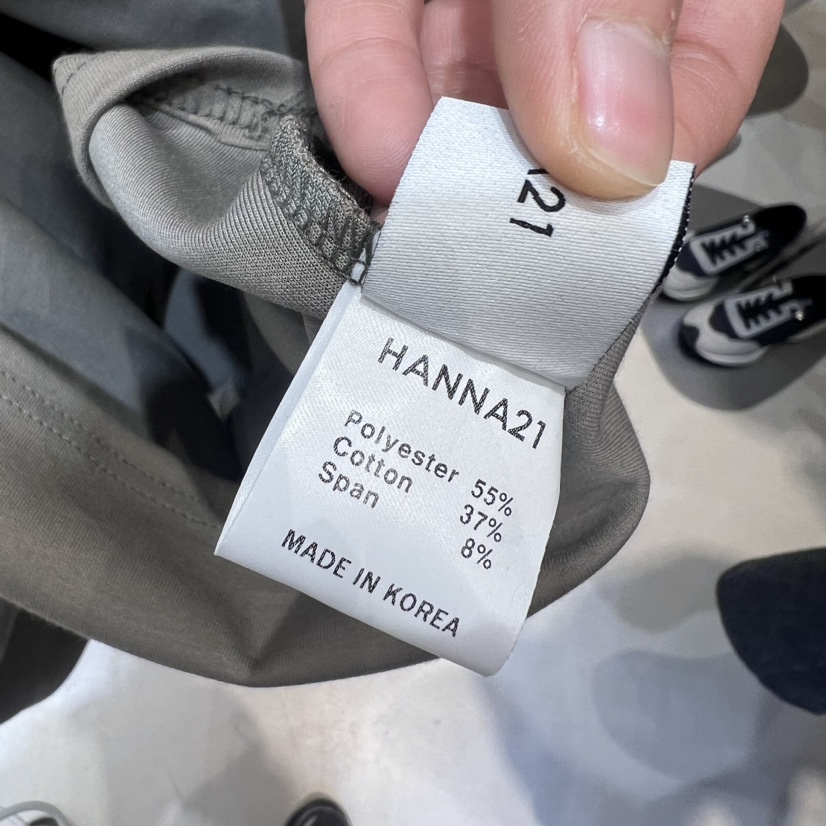 21
HANNA21
Polyester 55%
Cotton 37%
Span 8%
MADE IN KOREA